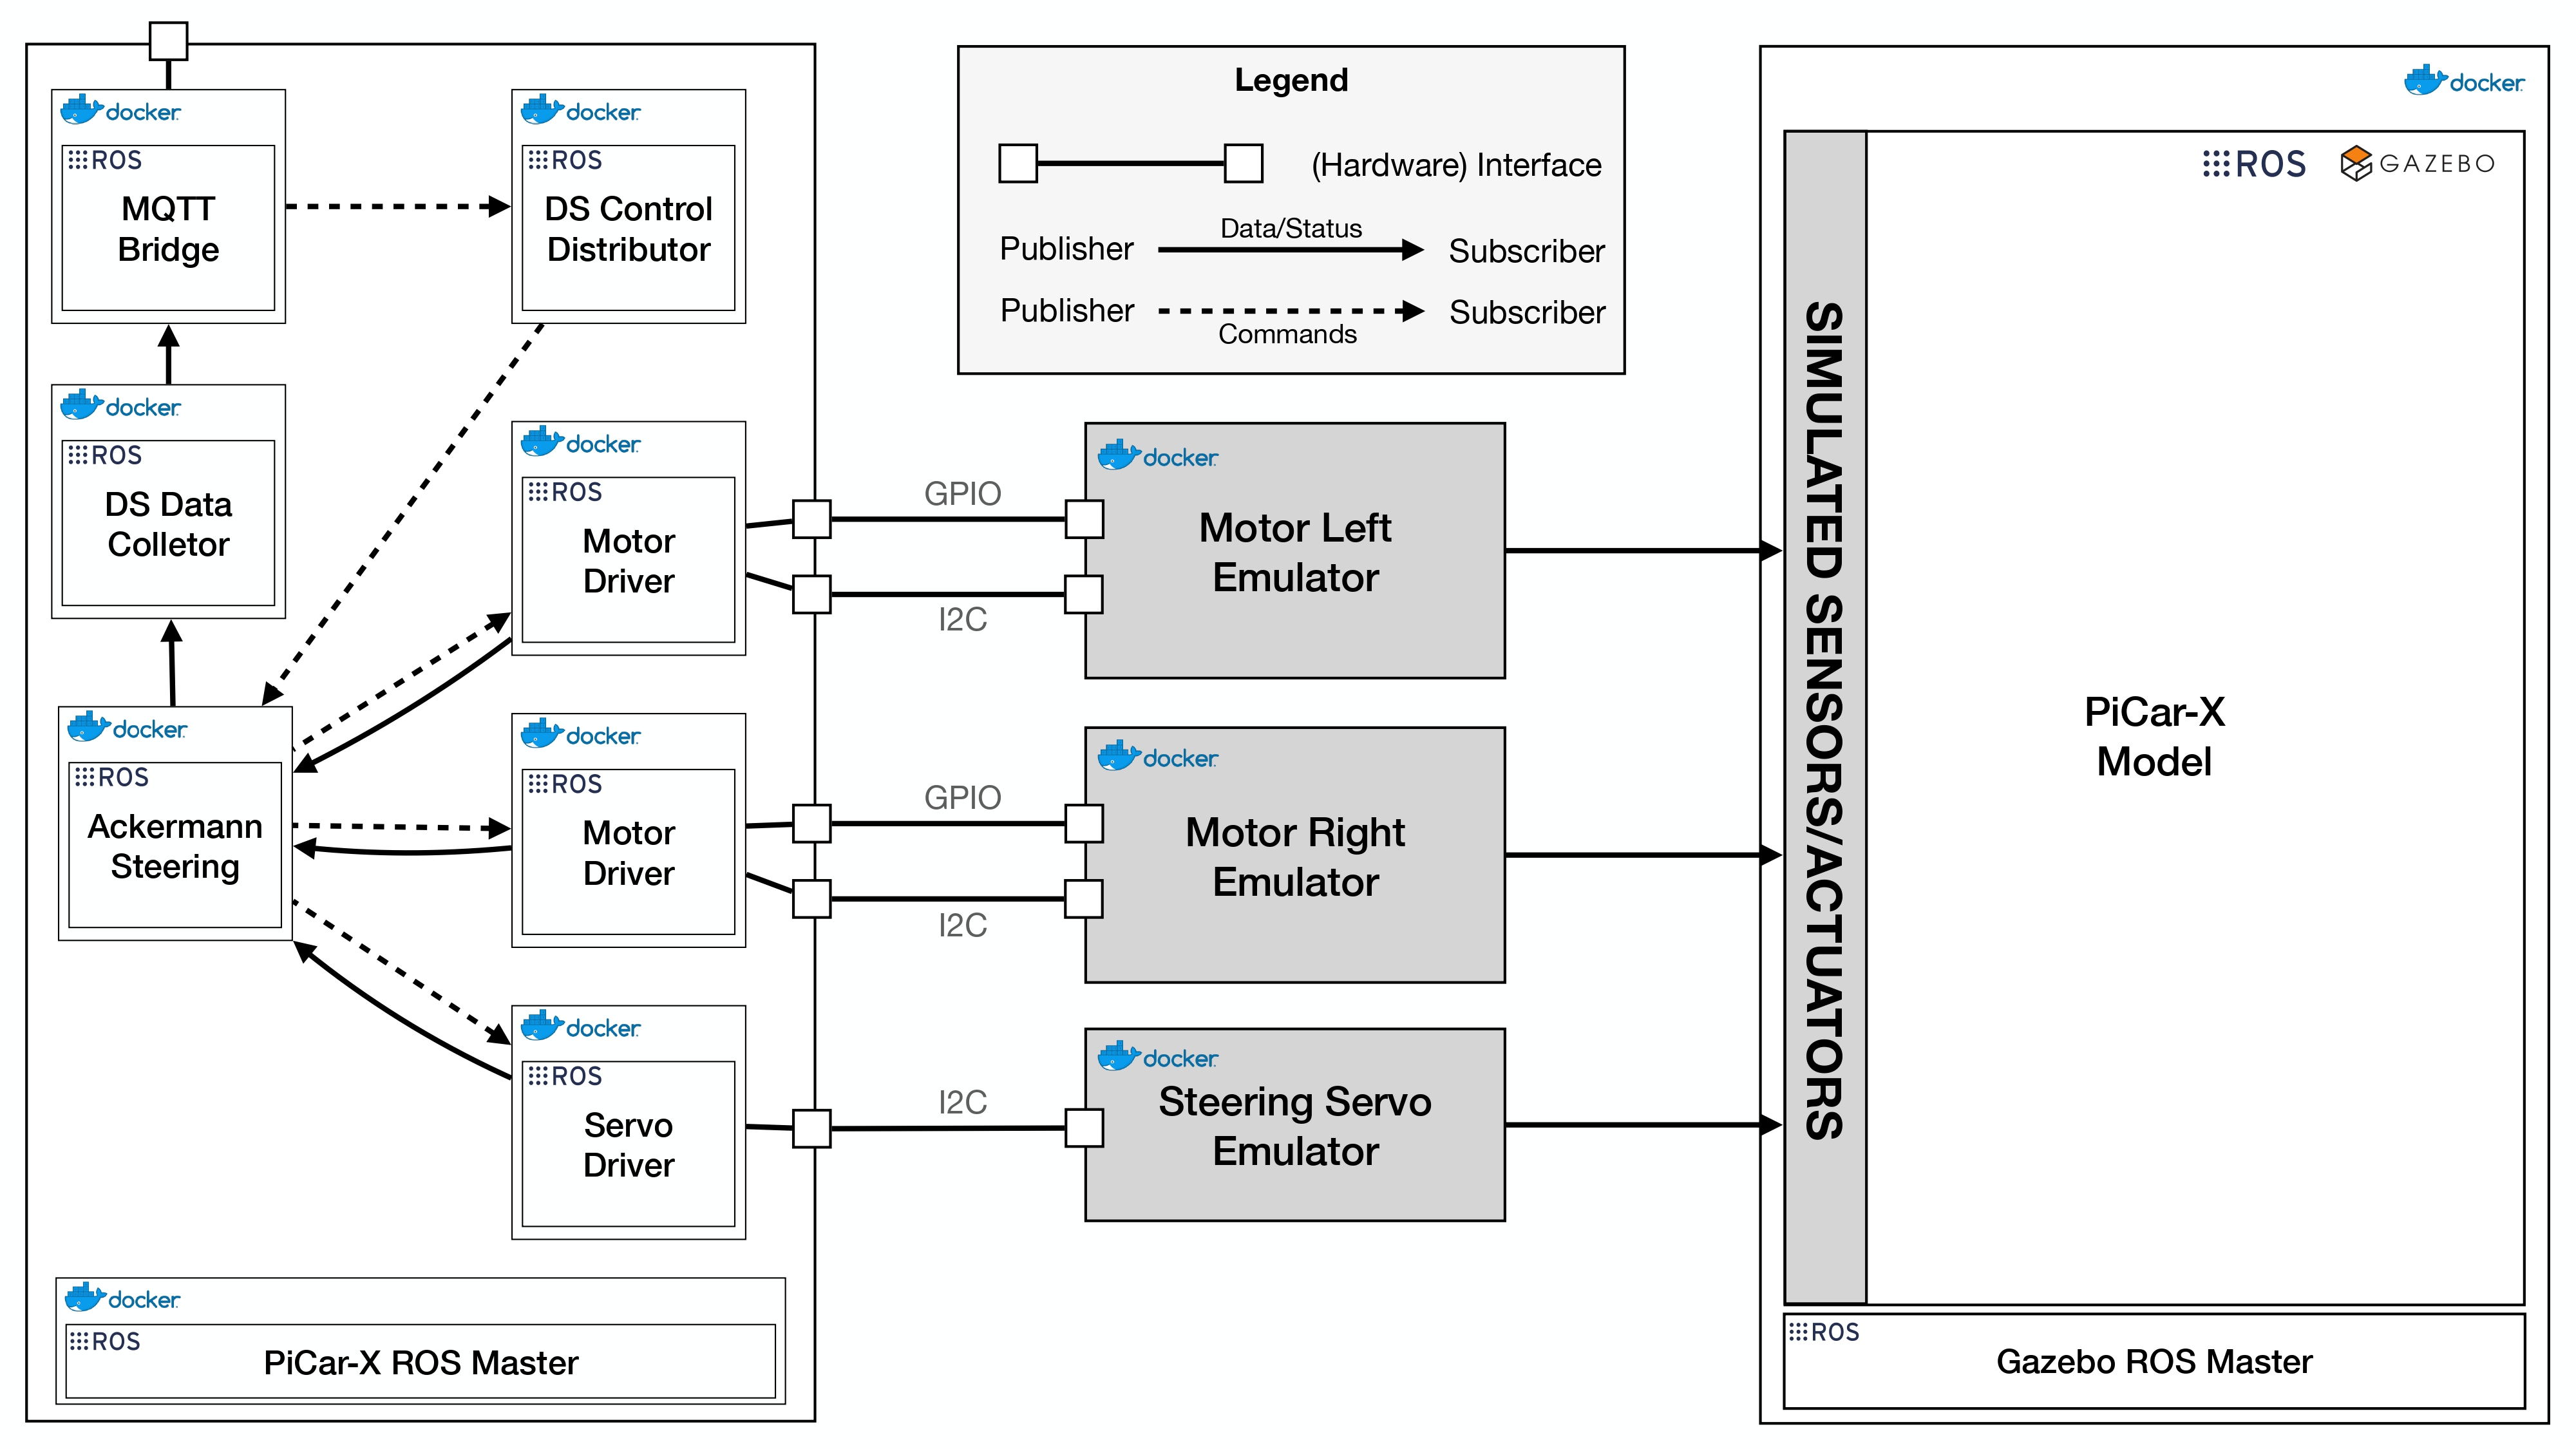 docker
ROS
MQTT
Bridge
docker
ROS
DS Control
Distributor
docker
ROS
DS Data
Colletor
docker
ROS
Motor
Driver
docker
ROS
Ackermann
Steering
docker
ROS
Motor
Driver
docker
ROS
Servo
Driver
docker
ROS
PiCar-X ROS Master
Legend
(Hardware) Interface
Data/Status
Publisher
Subscriber
Publisher
Subscriber
Commands
GPIO
I2C
docker
Motor Left
Emulator
GPIO
I2C
docker
Motor Right
Emulator
I2C
docker
Steering Servo
Emulator
docker
ROS
GAZEBO
SIMULATED SENSORS/ACTUATORS
PiCar-X
Model
ROS
Gazebo ROS Master